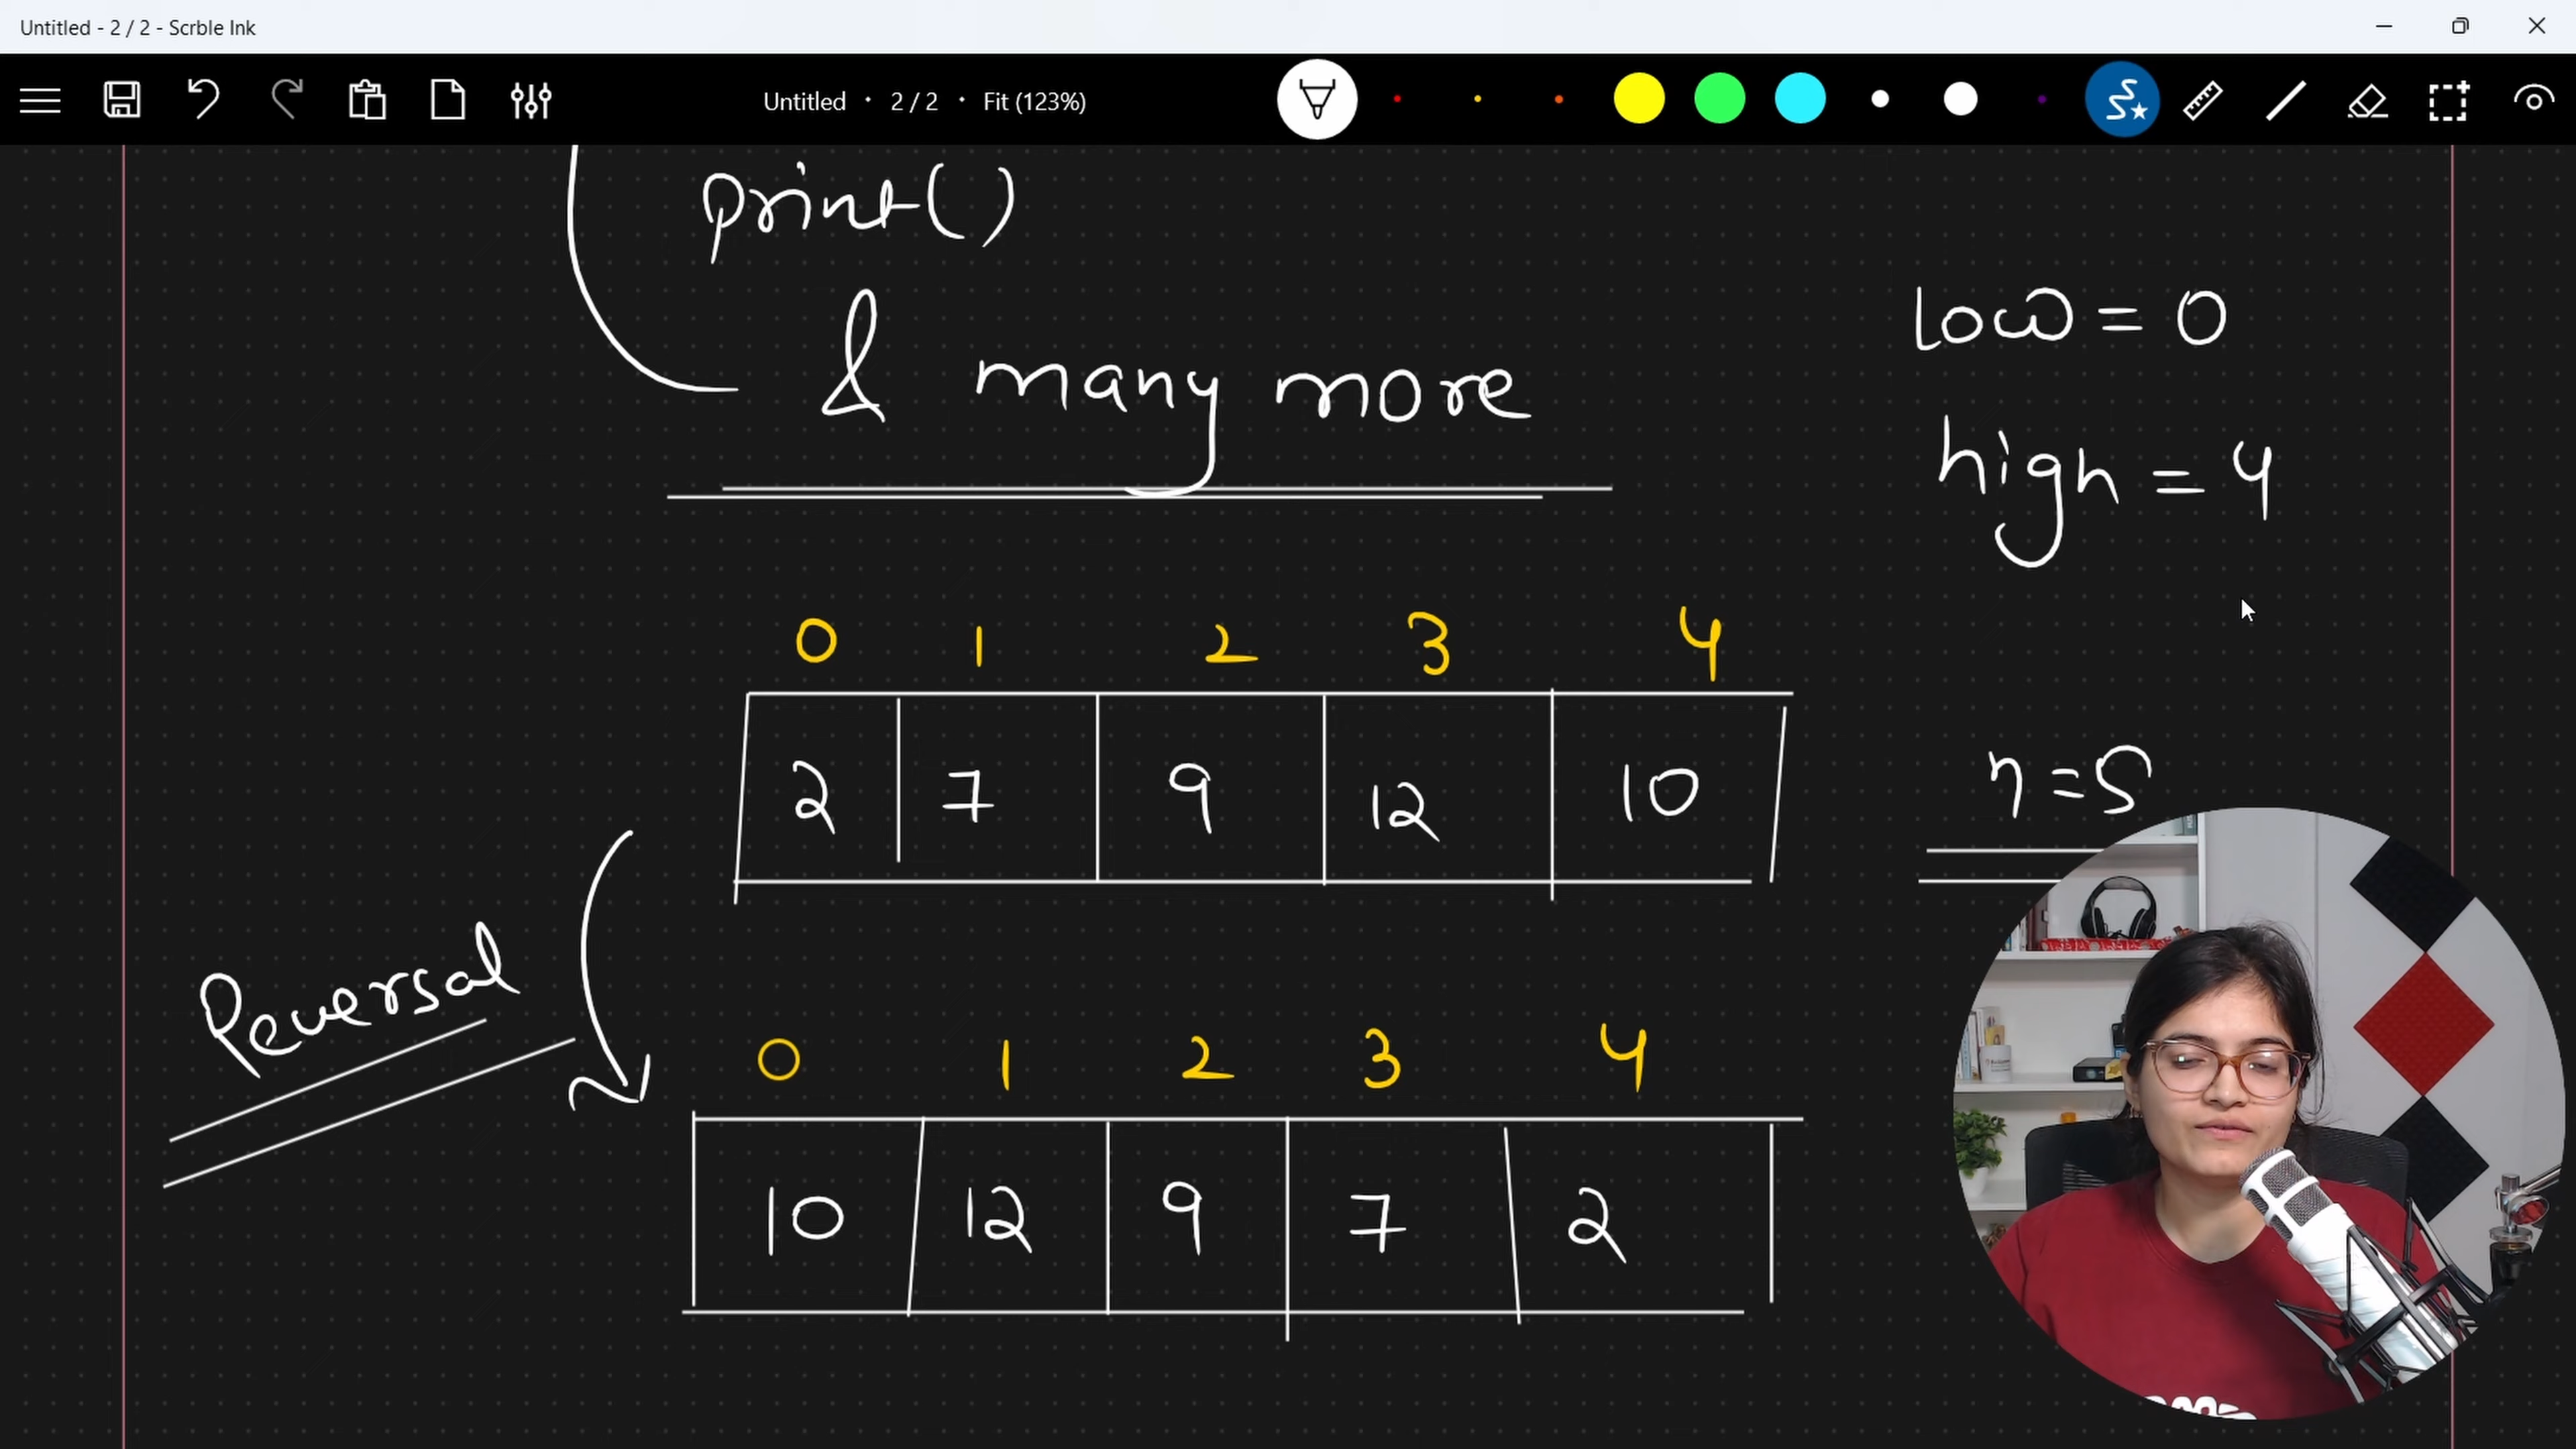 Untitled - 2 / 2 - Scrble Ink
Untitled • 2 / 2 • Fit (123%)
print()
& many more
low = 0
high = 4
0 1 2 3 4
2 7 9 12 10
n = 5
Reversal
0 1 2 3 4
10 12 9 7 2